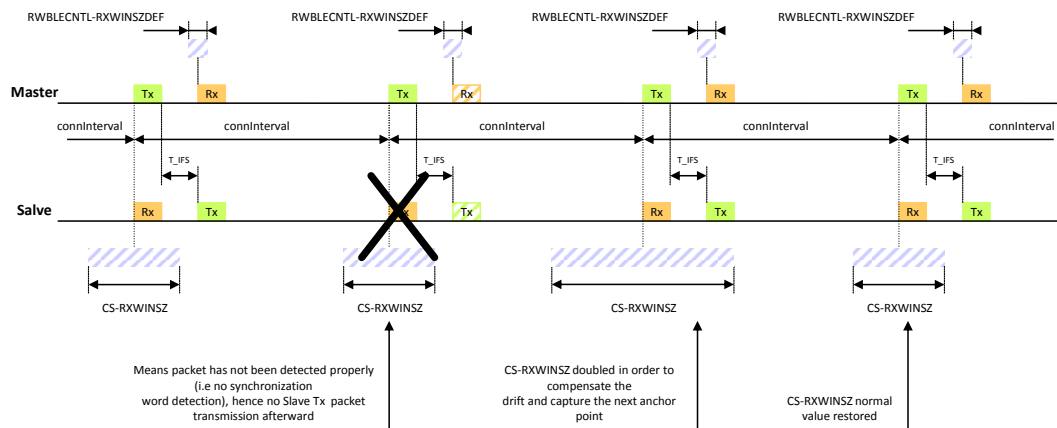 RWBLECNTL-RXWINSZDEF RWBLECNTL-RXWINSZDEF RWBLECNTL-RXWINSZDEF RWBLECNTL-RXWINSZDEF
Master Tx Rx Tx Rx Tx Rx Tx Rx
connInterval connInterval connInterval connInterval connInterval
T_IFS T_IFS T_IFS T_IFS
Salve Rx Tx Tx Rx Tx Rx Tx
CS-RXWINSZ CS-RXWINSZ CS-RXWINSZ CS-RXWINSZ
Means packet has not been detected properly
(i.e no synchronization
word detection), hence no Slave Tx packet
transmission afterward
CS-RXWINSZ doubled in order to
compensate the
drift and capture the next anchor
point
CS-RXWINSZ normal
value restored